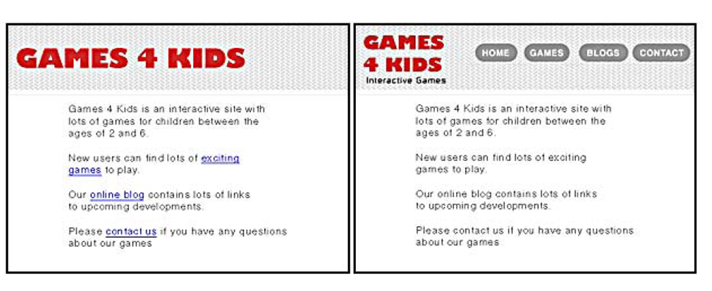 GAMES 4 KIDS
Games 4 Kids is an interactive site with
lots of games for children between the
ages of 2 and 6.
New users can find lots of exciting
games to play.
Our online blog contains lots of links
to upcoming developments.
Please contact us if you have any questions
about our games
GAMES
4 KIDS
Interactive Games
HOME GAMES BLOGS CONTACT
Games 4 Kids is an interactive site with
lots of games for children between the
ages of 2 and 6.
New users can find lots of exciting
games to play.
Our online blog contains lots of links
to upcoming developments.
Please contact us if you have any questions
about our games